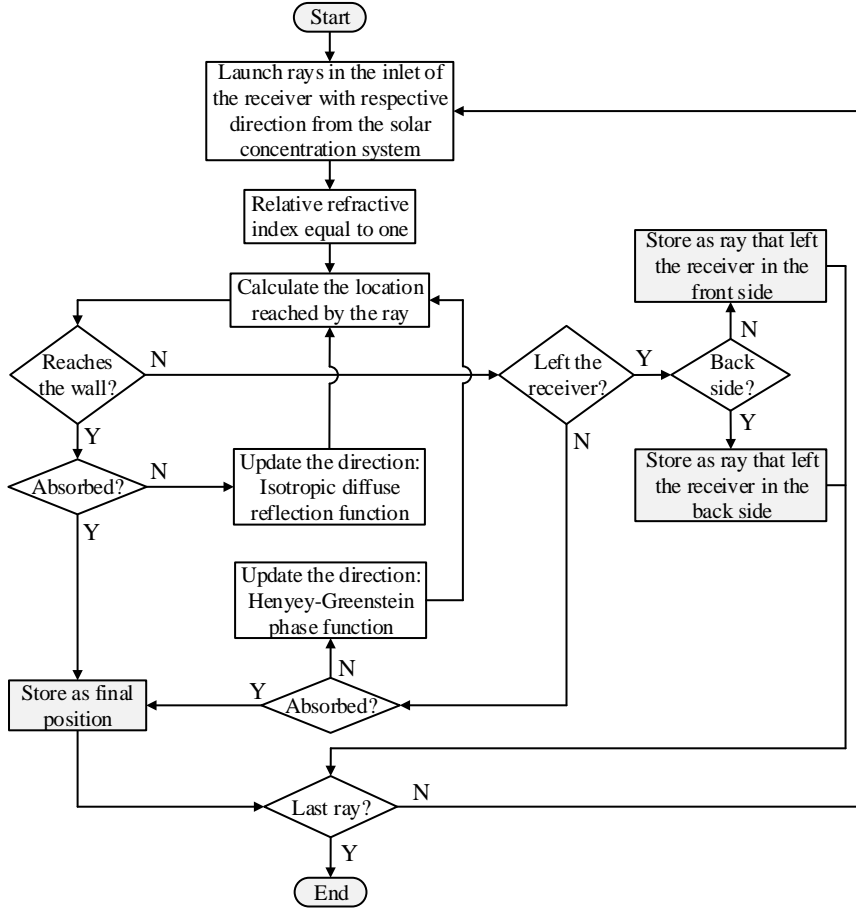 Start
Launch rays in the inlet of
the receiver with respective
direction from the solar
concentration system
Relative refractive
index equal to one
Calculate the location
reached by the ray
Store as ray that left
the receiver in the
front side
N
Reaches
the wall?
N
Left the
receiver?
Y
Back
side?
Y
Y
N
Absorbed?
N
Update the direction:
Isotropic diffuse
reflection function
Store as ray that left
the receiver in the
back side
Y
Update the direction:
Henyey-Greenstein
phase function
N
Store as final
position
Y
Absorbed?
Last ray?
N
Y
End